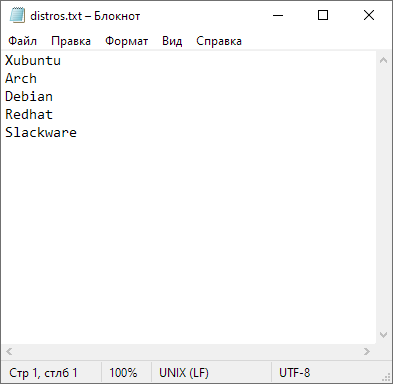 distros.txt – Блокнот
Файл Правка Формат Вид Справка
Xubuntu
Arch
Debian
Redhat
Slackware
Стр 1, стлб 1 100% UNIX (LF) UTF-8